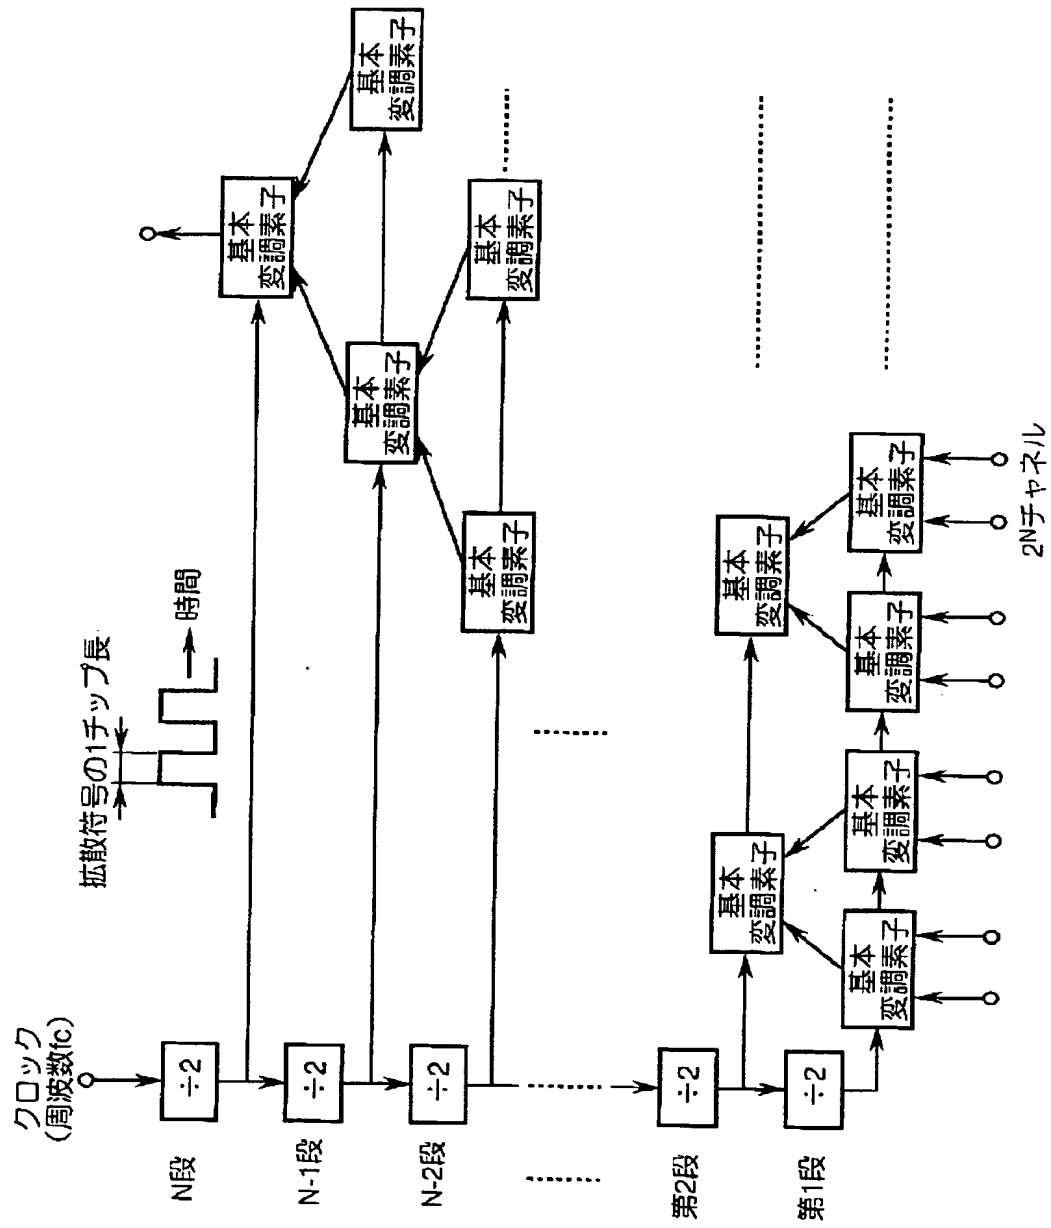 クロック
(周波数fc)
拡散符号の1チップ長
時間
N段
÷2
基本
変調素子
N-1段
÷2
基本
変調素子
基本
変調素子
N-2段
÷2
基本
変調素子
基本
変調素子
第2段
÷2
基本
変調素子
基本
変調素子
第1段
÷2
基本
変調素子
基本
変調素子
基本
変調素子
基本
変調素子
2ᴺチャネル